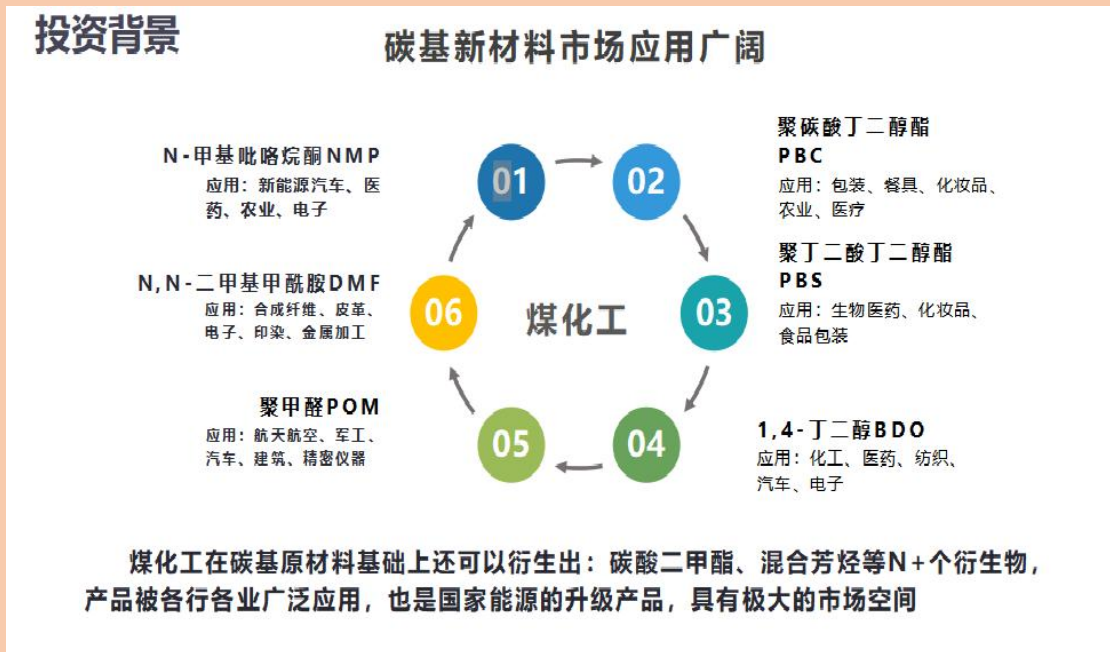 投资背景
碳基新材料市场应用广阔
01
N-甲基吡咯烷酮NMP
应用：新能源汽车、医
药、农业、电子
02
聚碳酸丁二醇酯
PBC
应用：包装、餐具、化妆品、
农业、医疗
03
聚丁二酸丁二醇酯
PBS
应用：生物医药、化妆品、
食品包装
04
1,4-丁二醇BDO
应用：化工、医药、纺织、
汽车、电子
05
聚甲醛POM
应用：航天航空、军工、
汽车、建筑、精密仪器
06
N,N-二甲基甲酰胺DMF
应用：合成纤维、皮革、
电子、印染、金属加工
煤化工
煤化工在碳基原材料基础上还可以衍生出：碳酸二甲酯、混合芳烃等N+个衍生物，
产品被各行各业广泛应用，也是国家能源的升级产品，具有极大的市场空间